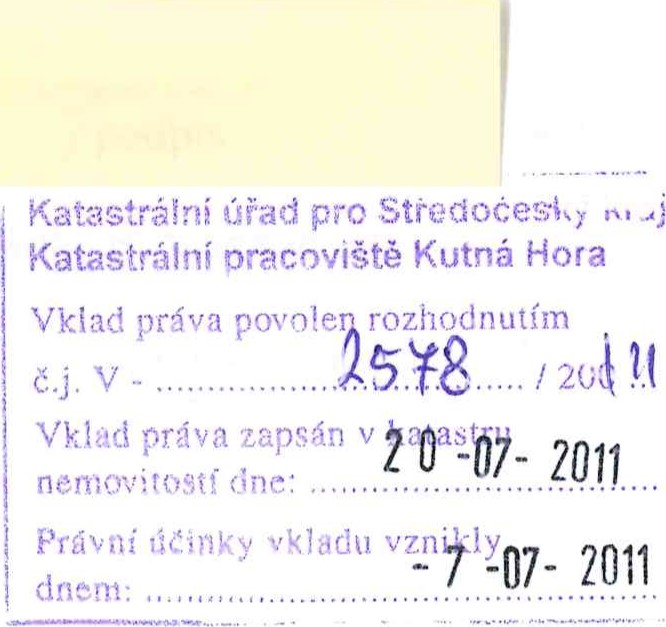 Katastrální úřad pro Středočeský kraj
Katastrální pracoviště Kutná Hora
Vklad práva povolen rozhodnutím
č.j. V - ........ 2578 ........ / 20011
Vklad práva zapsán v katastru
nemovitostí dne: ........ 20 -07- 2011
Právní účinky vkladu vznikly
dnem: ........ - 7 -07- 2011